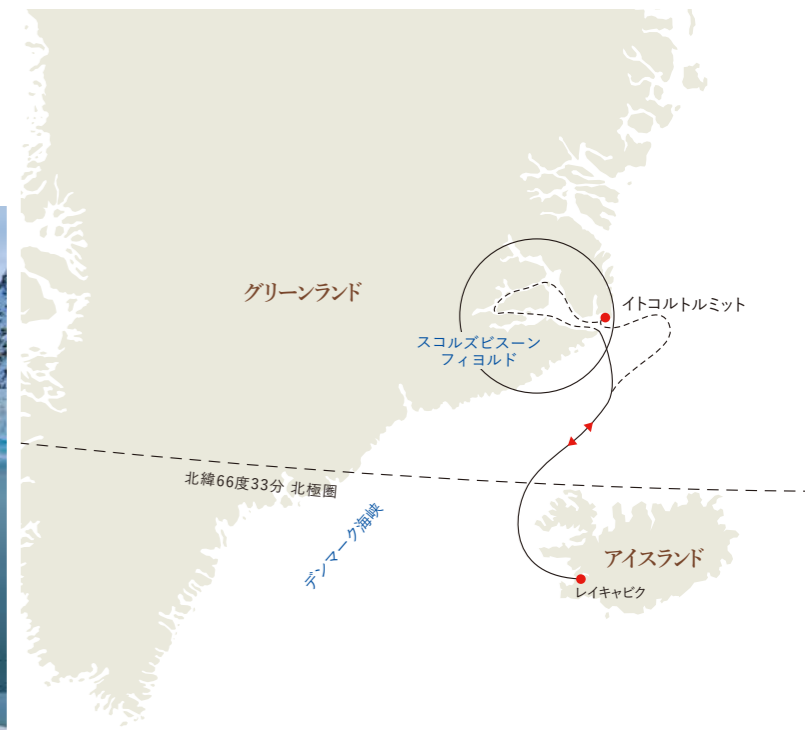 グリーンランド
イトコルトルミット
スコルズビスーン
フィヨルド
北緯66度33分 北極圏
デンマーク海峡
アイスランド
レイキャビク